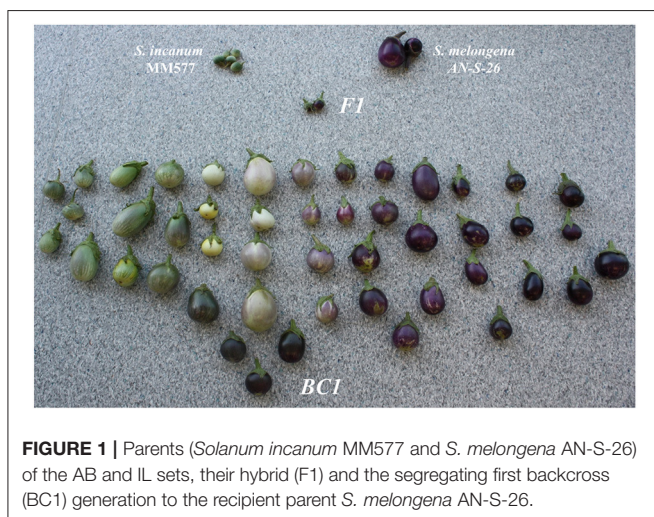 S. incanum
MM577
S. melongena
AN-S-26
F1
BC1
FIGURE 1 | Parents (Solanum incanum MM577 and S. melongena AN-S-26)
of the AB and IL sets, their hybrid (F1) and the segregating first backcross
(BC1) generation to the recipient parent S. melongena AN-S-26.